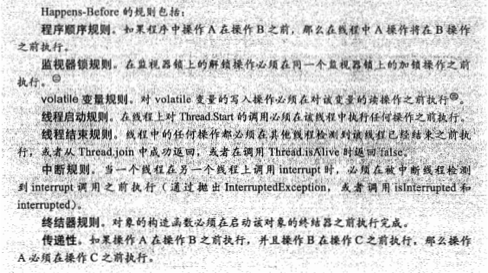 Happens-Before 的规则包括：
程序顺序规则。如果程序中操作 A 在操作 B 之前，那么在线程中 A 操作将在 B 操作
之前执行。
监视器锁规则。在监视器锁上的解锁操作必须在同一个监视器锁上的加锁操作之前
执行。㊀
volatile 变量规则。对 volatile 变量的写入操作必须在对该变量的读操作之前执行㊁。
线程启动规则。在线程上对 Thread.Start 的调用必须在该线程中执行任何操作之前执行。
线程结束规则。线程中的任何操作都必须在其他线程检测到该线程已经结束之前执
行，或者从 Thread.join 中成功返回，或者在调用 Thread.isAlive 时返回 false。
中断规则。当一个线程在另一个线程上调用 interrupt 时，必须在被中断线程检测
到 interrupt 调用之前执行（通过抛出 InterruptedException，或者调用 isInterrupted 和
interrupted）。
终结器规则。对象的构造函数必须在启动该对象的终结器之前执行完成。
传递性。如果操作 A 在操作 B 之前执行，并且操作 B 在操作 C 之前执行，那么操作
A 必须在操作 C 之前执行。